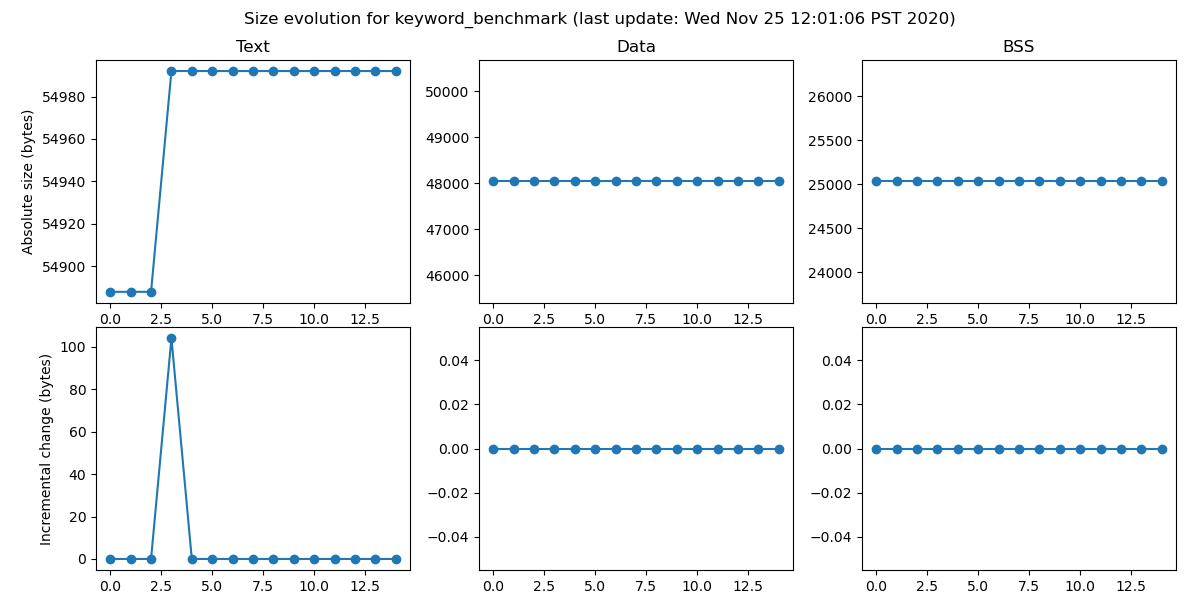 Size evolution for keyword_benchmark (last update: Wed Nov 25 12:01:06 PST 2020)
Text
Data
BSS
Absolute size (bytes)
54980
54960
54940
54920
54900
0.0 2.5 5.0 7.5 10.0 12.5
50000
49000
48000
47000
46000
0.0 2.5 5.0 7.5 10.0 12.5
26000
25500
25000
24500
24000
0.0 2.5 5.0 7.5 10.0 12.5
Incremental change (bytes)
100
80
60
40
20
0
0.0 2.5 5.0 7.5 10.0 12.5
0.04
0.02
0.00
−0.02
−0.04
0.0 2.5 5.0 7.5 10.0 12.5
0.04
0.02
0.00
−0.02
−0.04
0.0 2.5 5.0 7.5 10.0 12.5